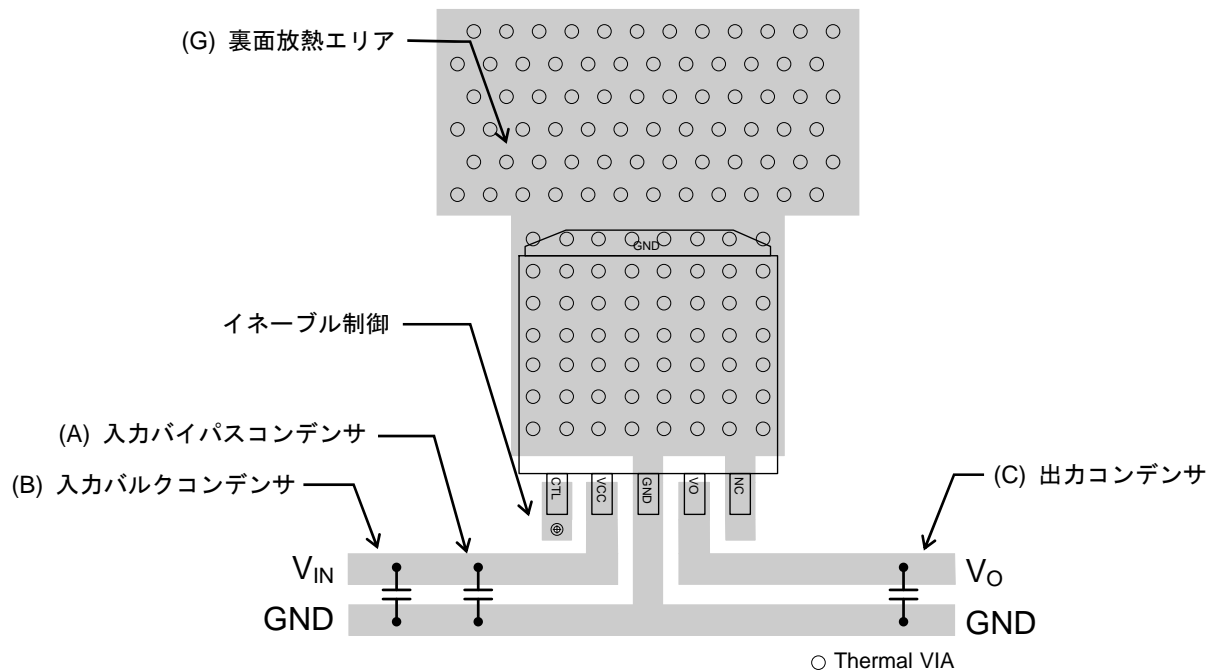 (G) 裏面放熱エリア
GND
イネーブル制御
(A) 入力バイパスコンデンサ
(B) 入力バルクコンデンサ
(C) 出力コンデンサ
CTL
VCC
GND
VO
NC
VIN
VO
GND
GND
Thermal VIA